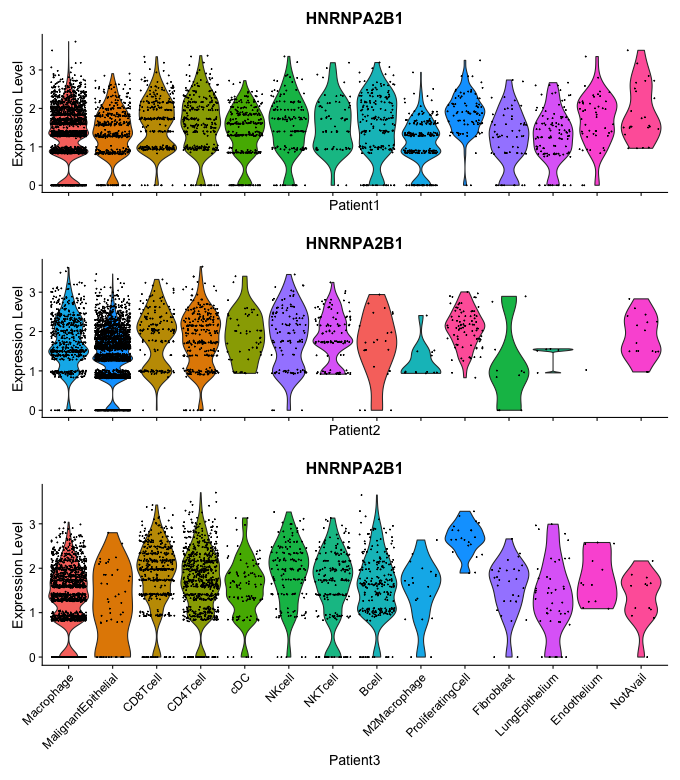 HNRNPA2B1
Expression Level
3
2
1
0
Patient1
HNRNPA2B1
Expression Level
3
2
1
0
Patient2
HNRNPA2B1
Expression Level
3
2
1
0
Macrophage
MalignantEpithelial
CD8Tcell
CD4Tcell
cDC
NKcell
NKTcell
Bcell
M2Macrophage
ProliferatingCell
Fibroblast
LungEpithelium
Endothelium
NotAvail
Patient3